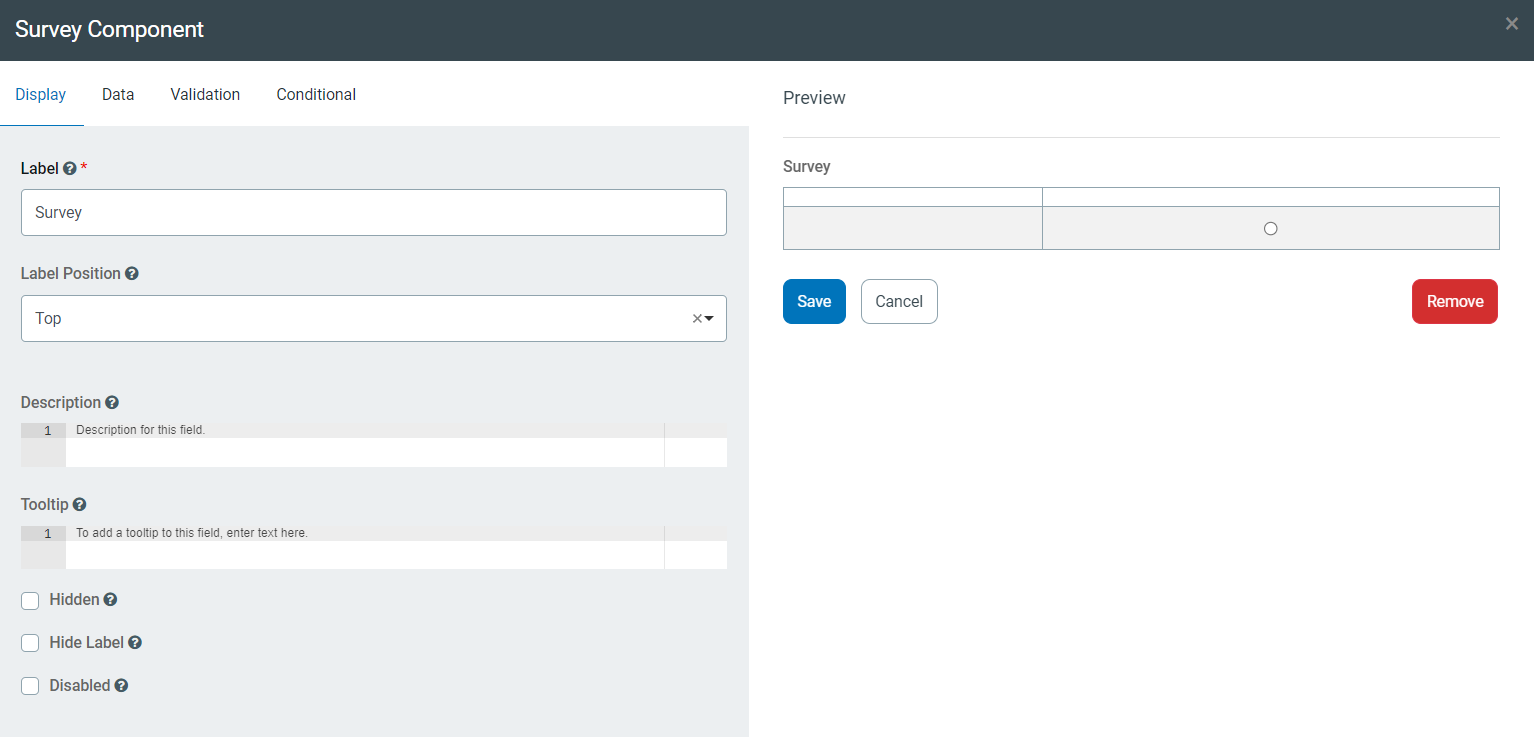 Survey Component
Display Data Validation Conditional
Label *
Survey
Label Position
Top
Description
1 Description for this field.
Tooltip
1 To add a tooltip to this field, enter text here.
Hidden
Hide Label
Disabled
Preview
Survey
Save Cancel Remove